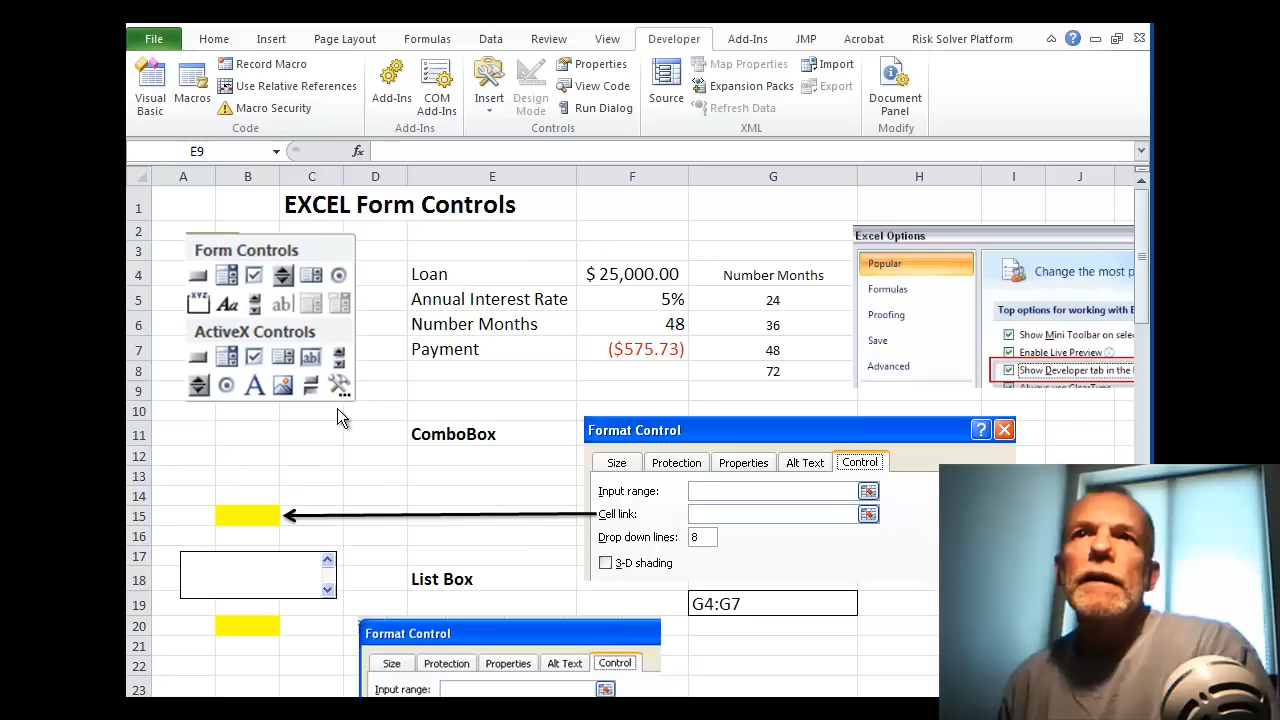 File Home Insert Page Layout Formulas Data Review View Developer Add-Ins JMP Acrobat Risk Solver Platform
Visual Basic
Macros
Record Macro
Use Relative References
Macro Security
Code
Add-Ins
COM Add-Ins
Add-Ins
Insert
Design Mode
Properties
View Code
Run Dialog
Controls
Source
Map Properties
Expansion Packs
Refresh Data
Import
Export
XML
Document Panel
Modify
E9 fx
A B C D E F G H I J
1 EXCEL Form Controls
2
3
4 Loan $ 25,000.00 Number Months
5 Annual Interest Rate 5% 24
6 Number Months 48 36
7 Payment ($575.73) 48
8 72
9
10
11 ComboBox
12
13
14
15
16
17
18 List Box
19 G4:G7
20
21
22
23
Form Controls
XYZ Aa ab|
ActiveX Controls
ab|
A
Excel Options
Popular
Formulas
Proofing
Save
Advanced
Change the most p
Top options for working with E
Show Mini Toolbar on selec
Enable Live Preview
Show Developer tab in the
Always use ClearType
Format Control
Size Protection Properties Alt Text Control
Input range:
Cell link:
Drop down lines: 8
3-D shading
Format Control
Size Protection Properties Alt Text Control
Input range: